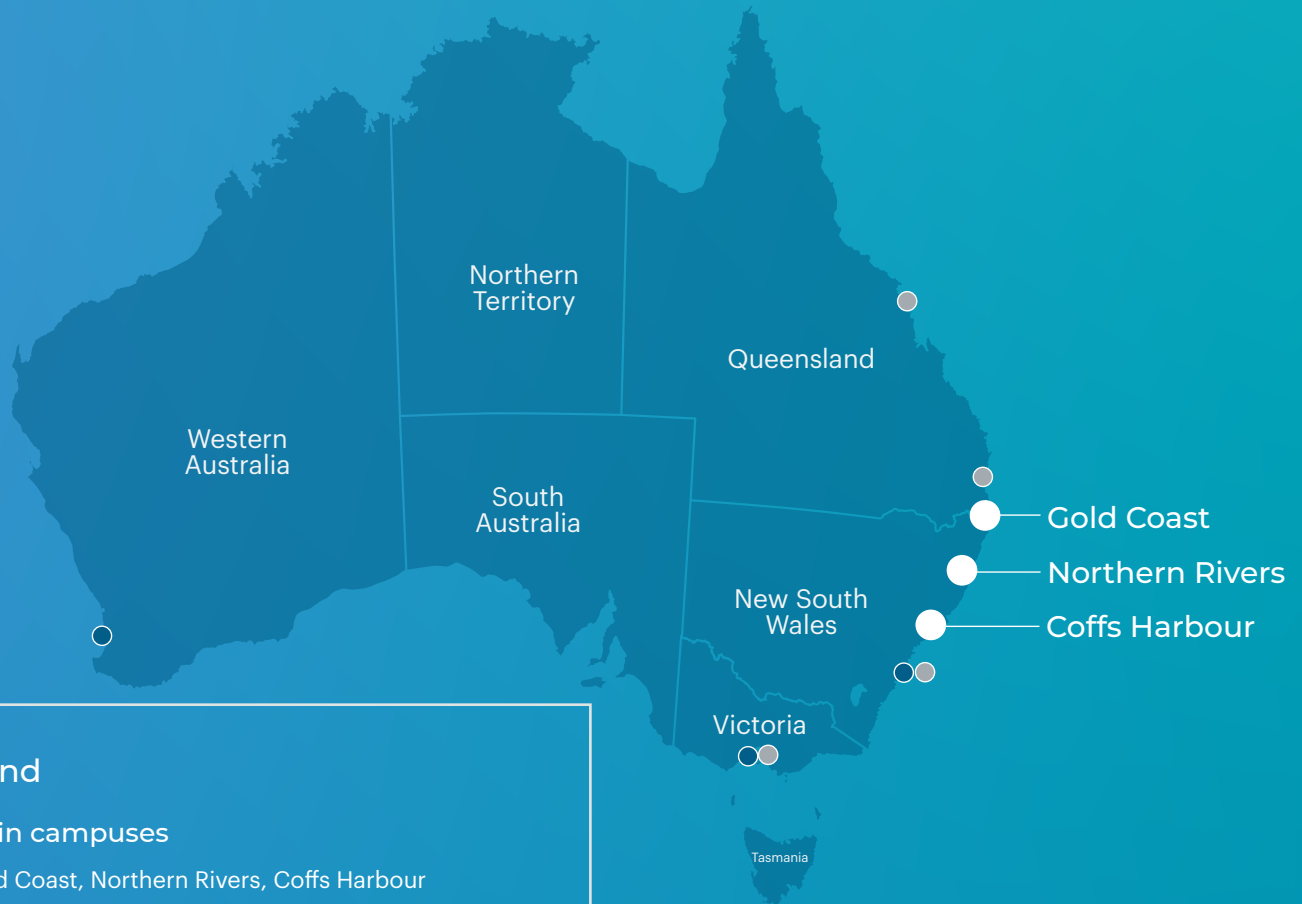 Northern
Territory
Queensland
Western
Australia
South
Australia
Gold Coast
Northern Rivers
New South
Wales
Coffs Harbour
Victoria
Tasmania
nd
in campuses
d Coast, Northern Rivers, Coffs Harbour